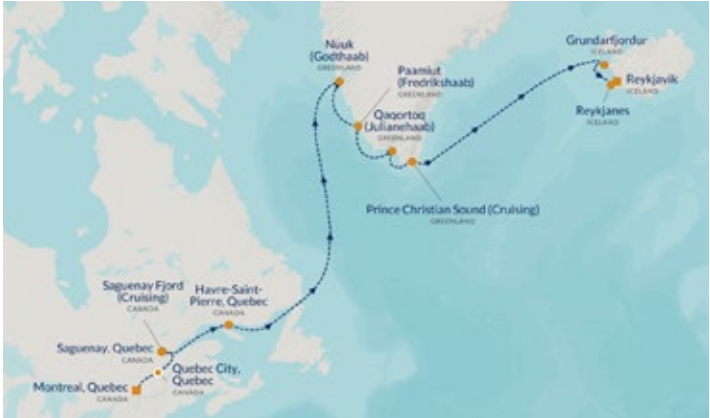 Nuuk
(Godthaab)
GREENLAND
Paamiut
(Fredrikshaab)
GREENLAND
Qaqortoq
(Julianehaab)
GREENLAND
Prince Christian Sound (Cruising)
GREENLAND
Grundarfjordur
ICELAND
Reykjavik
ICELAND
Reykjanes
ICELAND
Saguenay Fjord
(Cruising)
CANADA
Havre-Saint-
Pierre, Quebec
CANADA
Saguenay, Quebec
CANADA
Quebec City,
Quebec
CANADA
Montreal, Quebec
CANADA